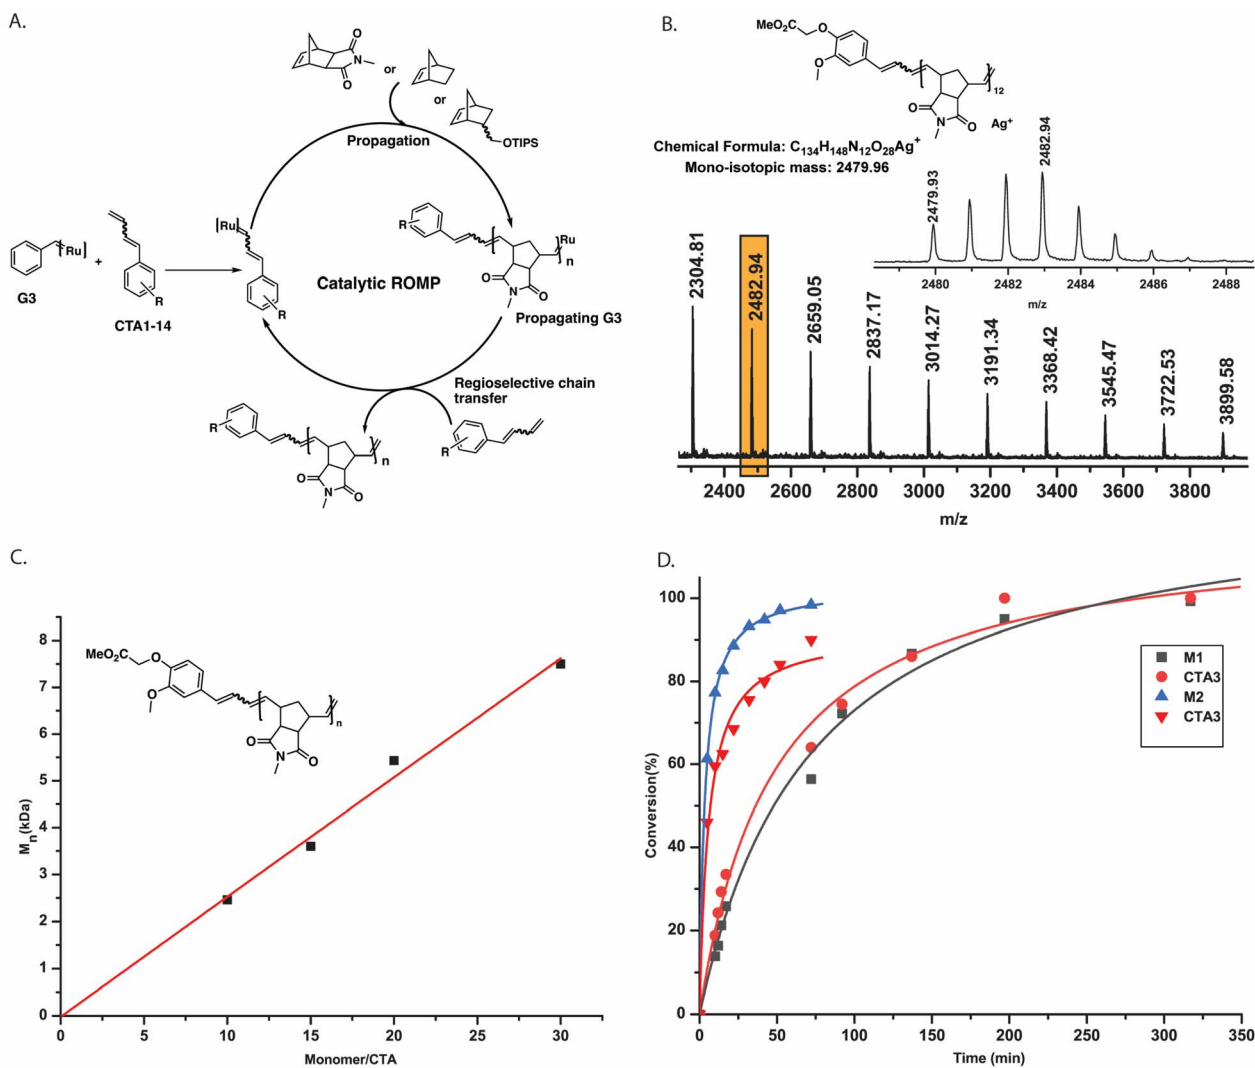 A.
O
N
O
or
or
OTIPS
Propagation
[Ru]
+
G3
R
CTA1-14
[Ru]
R
Catalytic ROMP
R
Ru
n
O
N
O
Propagating G3
Regioselective chain
transfer
R
n
O
N
O
R
B.
MeO₂C
O
O
12
O
N
O
Ag⁺
Chemical Formula: C₁₃₄H₁₄₈N₁₂O₂₈Ag⁺
Mono-isotopic mass: 2479.96
2479.93
2482.94
2480
2482
2484
2486
2488
m/z
2304.81
2482.94
2659.05
2837.17
3014.27
3191.34
3368.42
3545.47
3722.53
3899.58
2400
2600
2800
3000
3200
3400
3600
3800
m/z
C.
MeO₂C
O
O
n
O
N
O
Mₙ(kDa)
8
7
6
5
4
3
2
1
0
0
5
10
15
20
25
30
Monomer/CTA
D.
Conversion(%)
100
80
60
40
20
0
0
50
100
150
200
250
300
350
Time (min)
M1
CTA3
M2
CTA3